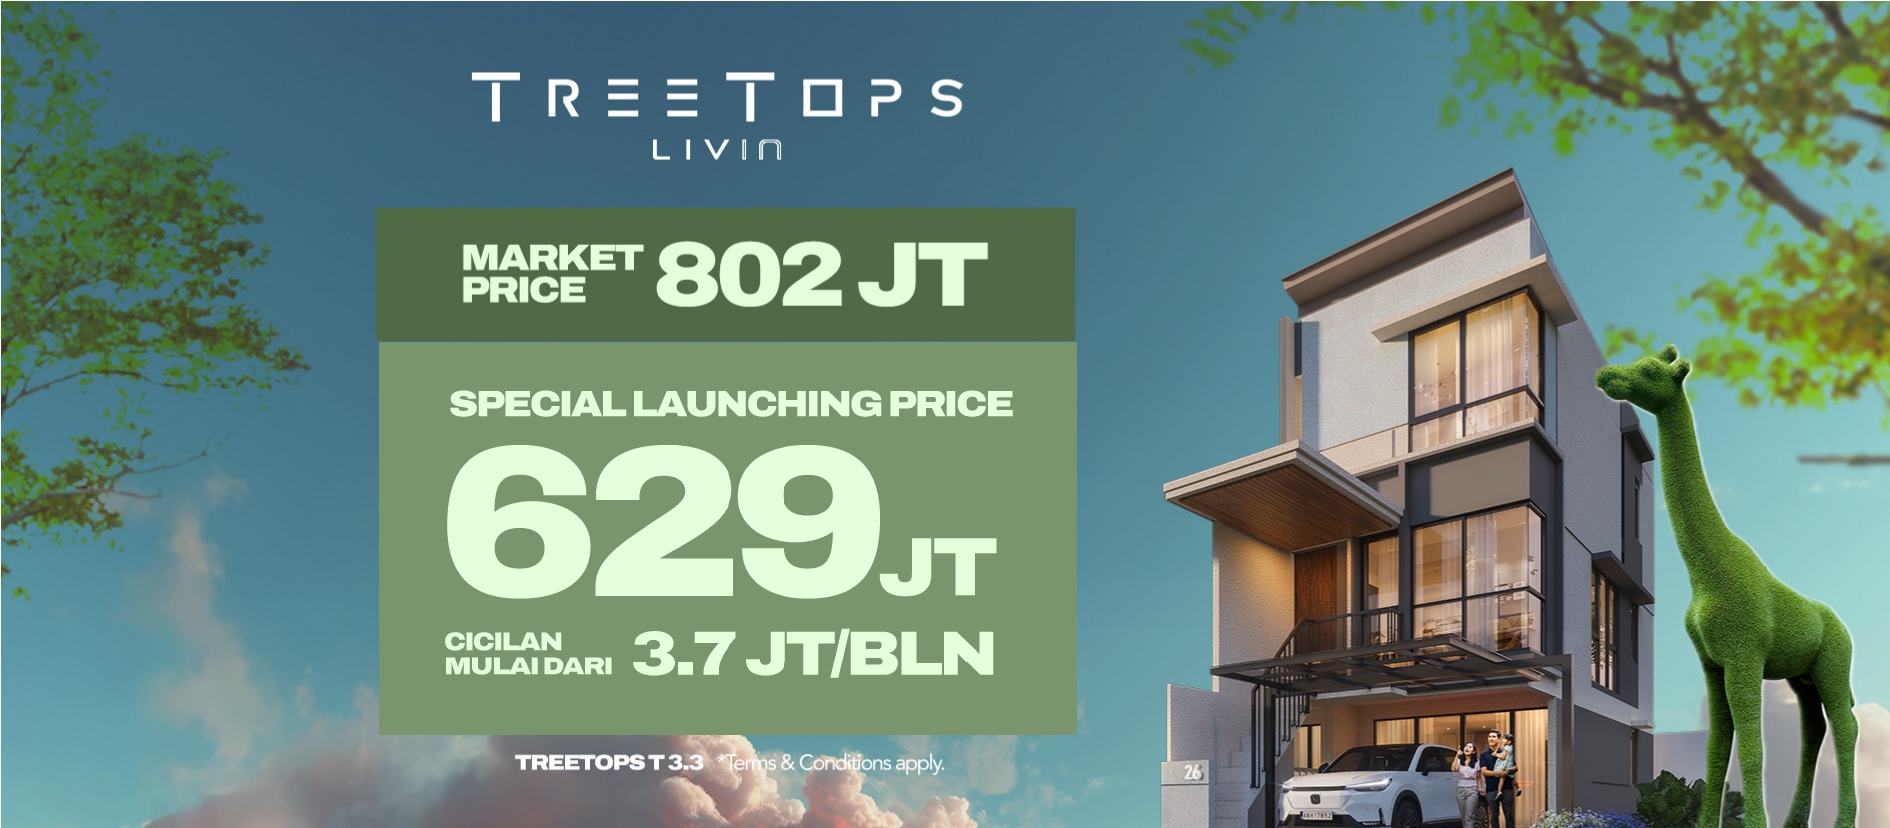 TREETOPS
LIVIN
MARKET
PRICE
802 JT
SPECIAL LAUNCHING PRICE
629 JT
CICILAN
MULAI DARI
3.7 JT/BLN
TREETOPS T 3.3 *Terms & Conditions apply.
26